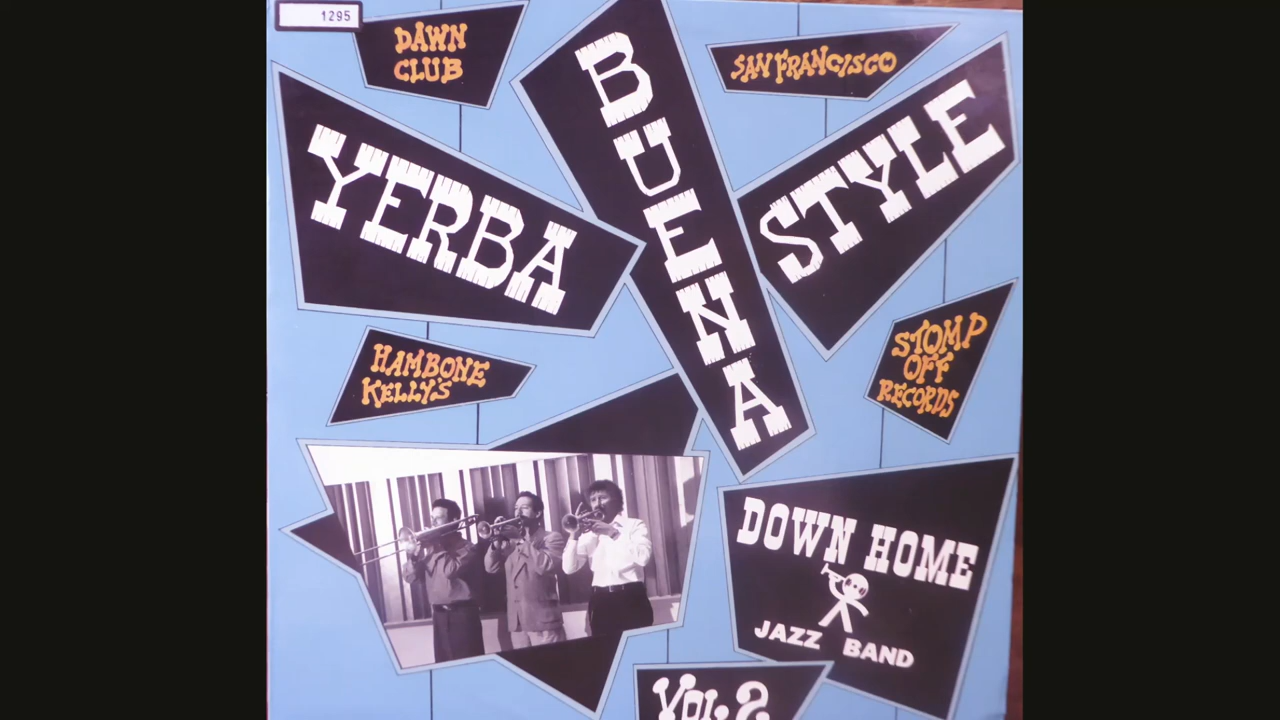 1295
DAWN
CLUB
SAN FRANCISCO
YERBA
BUENA
STYLE
HAMBONE
KELLY'S
STOMP
OFF
RECORDS
DOWN HOME
JAZZ BAND
VOL. 2